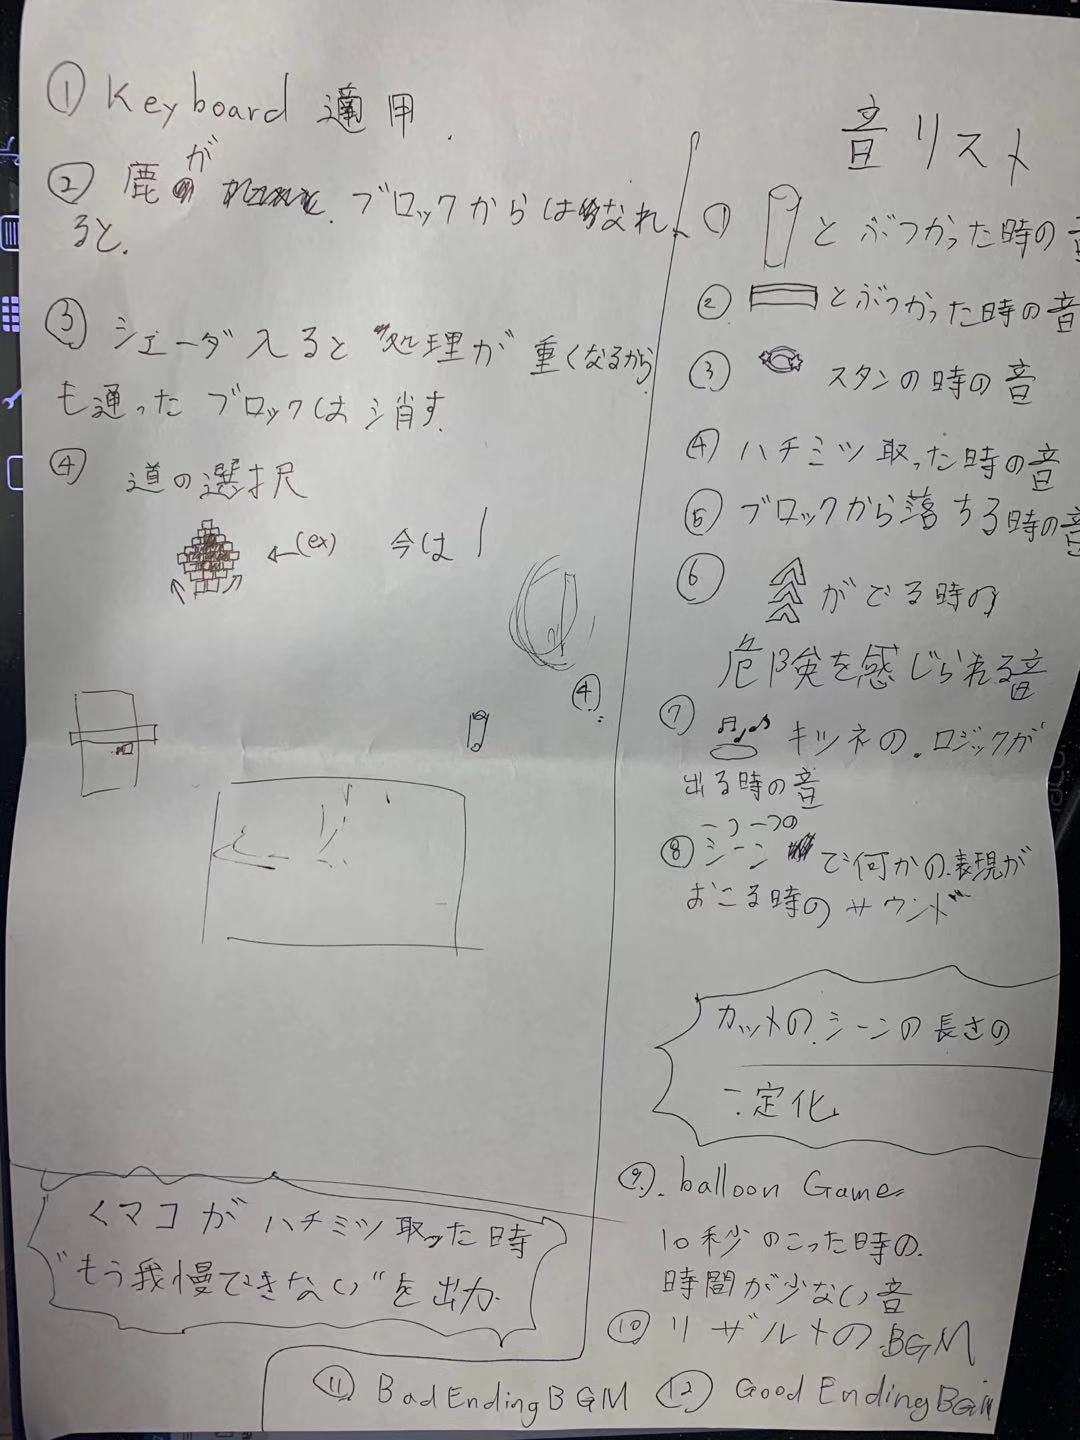 ① Keyboard 適用.
② 鹿が ブロックからはなれ
ると.
③ シェーダ入ると 処理が重くなるから
も通ったブロックは消す.
④ 道の選択
←(ex) 今は
④
くマコがハチミツ取った時
"もう我慢できない"を出力
音リスト
① とぶつかった時の音
② とぶつかった時の音
③ スタンの時の音
④ ハチミツ取った時の音
⑤ ブロックから落ちる時の音
⑥ がでる時の
危険を感じられる音
⑦ キツネの.ロジックが
出る時の音
一つ一つの
⑧ シーン で何かの.表現が
おこる時のサウンド
カットのシーンの長さの
定化
⑨. balloon Game
10秒のこった時の.
時間が少ない音
⑩ リザルトのBGM
⑪ Bad Ending BGM ⑫ Good Ending BGM